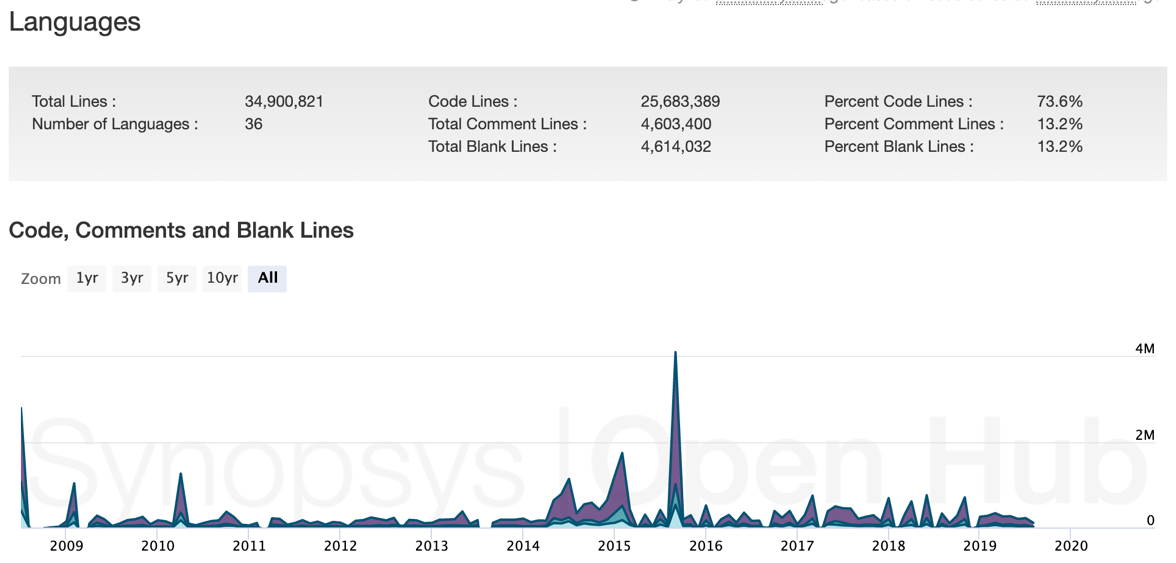 Languages
Total Lines : 34,900,821 Code Lines : 25,683,389 Percent Code Lines : 73.6%
Number of Languages : 36 Total Comment Lines : 4,603,400 Percent Comment Lines : 13.2%
Total Blank Lines : 4,614,032 Percent Blank Lines : 13.2%
Code, Comments and Blank Lines
Zoom 1yr 3yr 5yr 10yr All
4M
2M
Synopsys | Open Hub
0
2009 2010 2011 2012 2013 2014 2015 2016 2017 2018 2019 2020